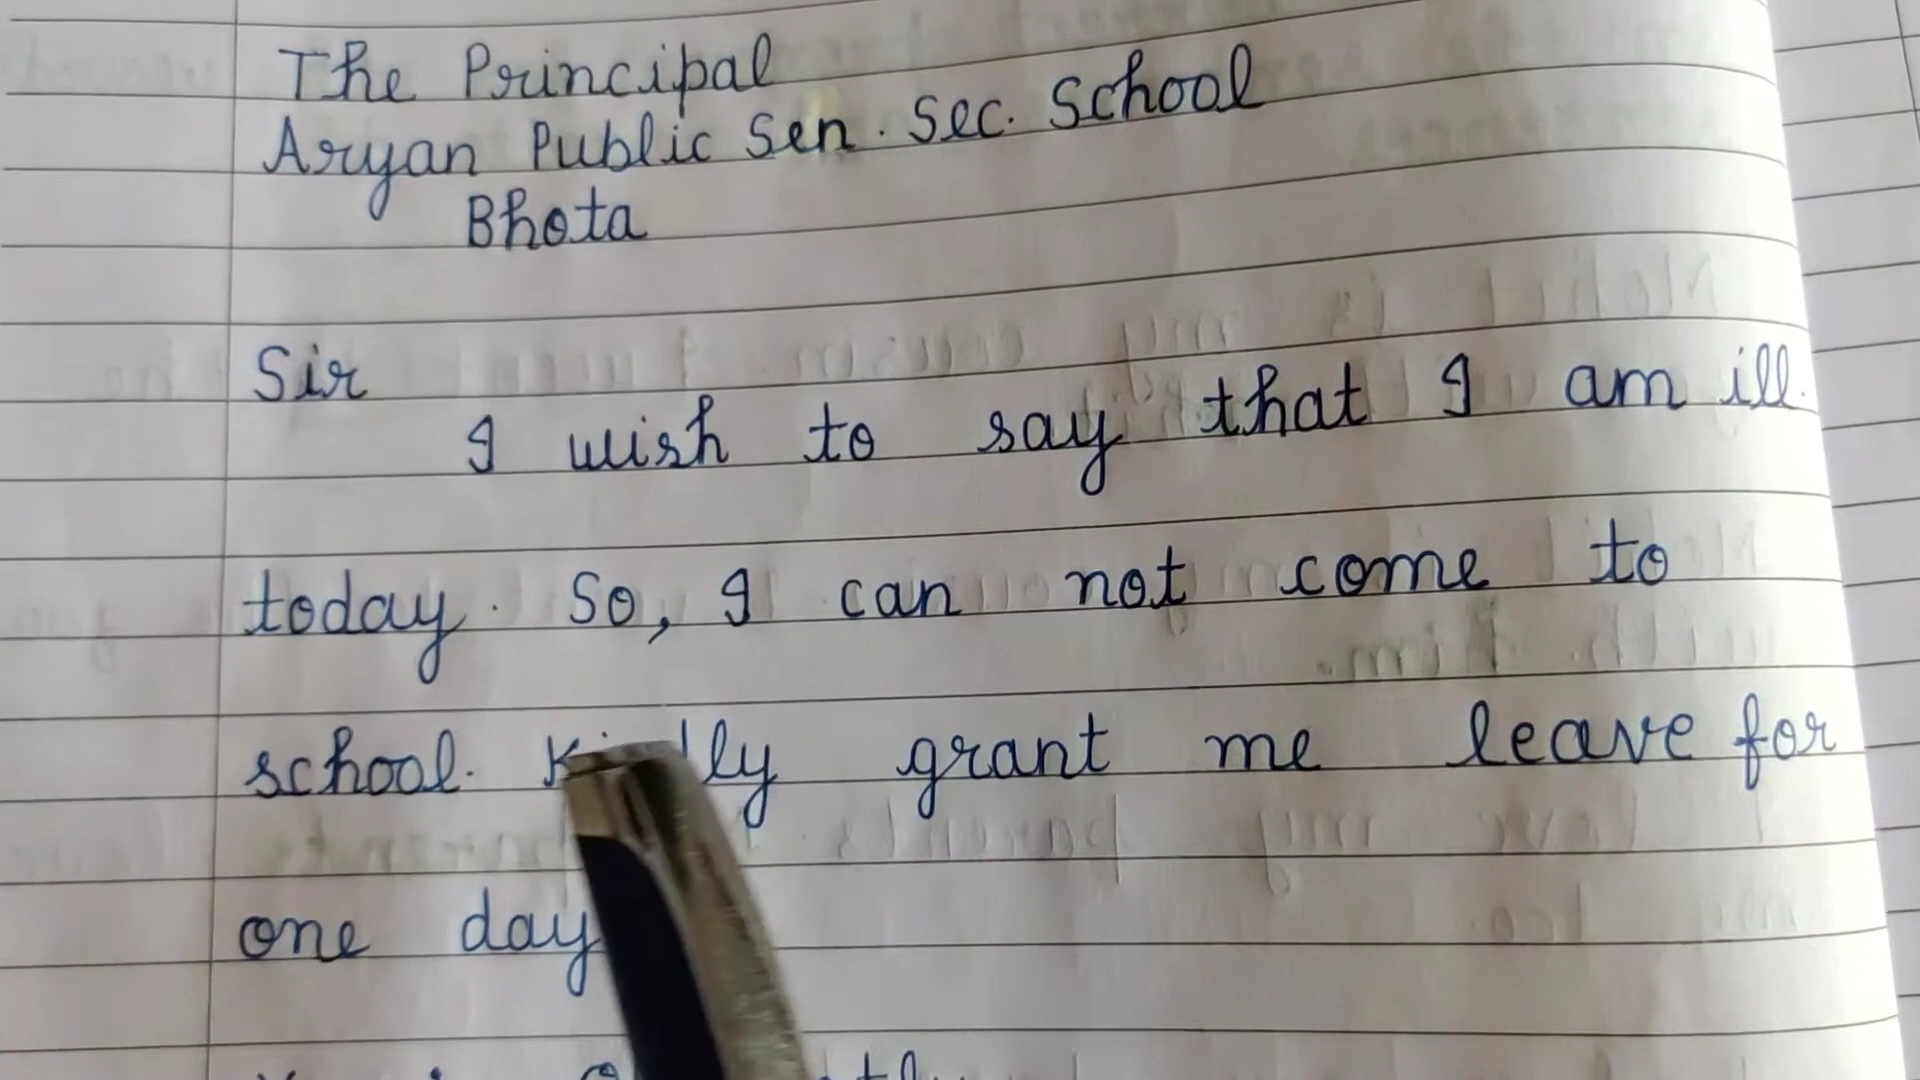 The Principal
Aryan Public Sen. Sec. School
Bhota
Sir
I wish to say that I am ill
today. So, I can not come to
school. Kindly grant me leave for
one day